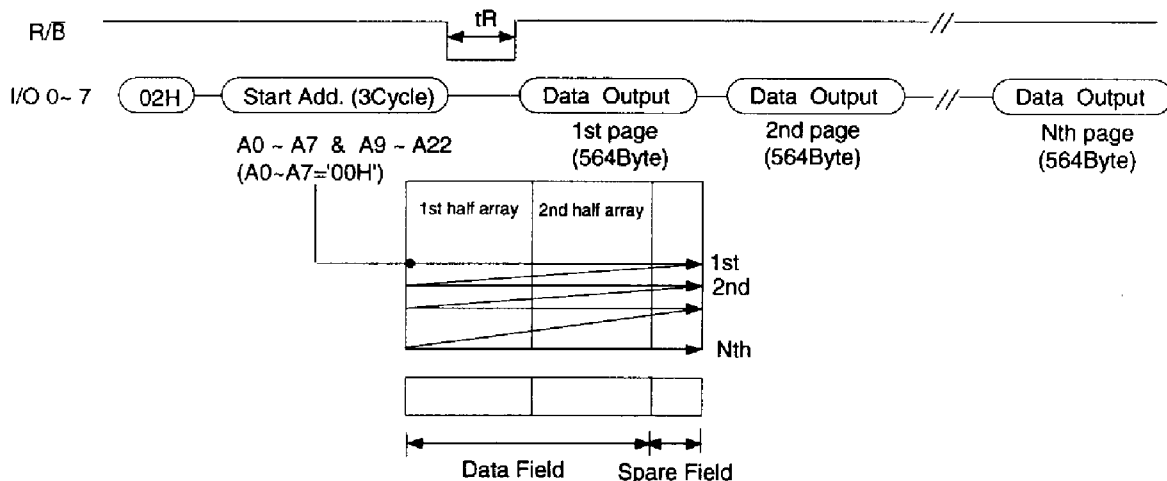 tR
R/B̅
I/O 0~ 7
02H
Start Add. (3Cycle)
Data Output
Data Output
Data Output
1st page
(564Byte)
2nd page
(564Byte)
Nth page
(564Byte)
A0 ~ A7 & A9 ~ A22
(A0~A7='00H')
1st half array
2nd half array
1st
2nd
Nth
Data Field
Spare Field